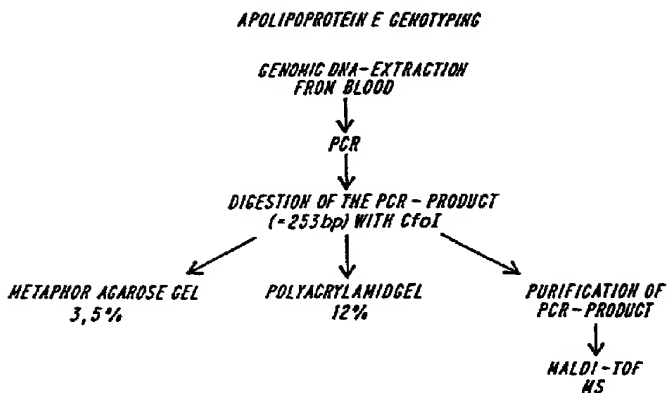 APOLIPOPROTEIN E GENOTYPING
GENOMIC DNA-EXTRACTION
FROM BLOOD
PCR
DIGESTION OF THE PCR-PRODUCT
(=253bp) WITH CfoI
METAPHOR AGAROSE GEL
3,5%
POLYACRYLAMIDGEL
12%
PURIFICATION OF
PCR-PRODUCT
MALDI-TOF
MS